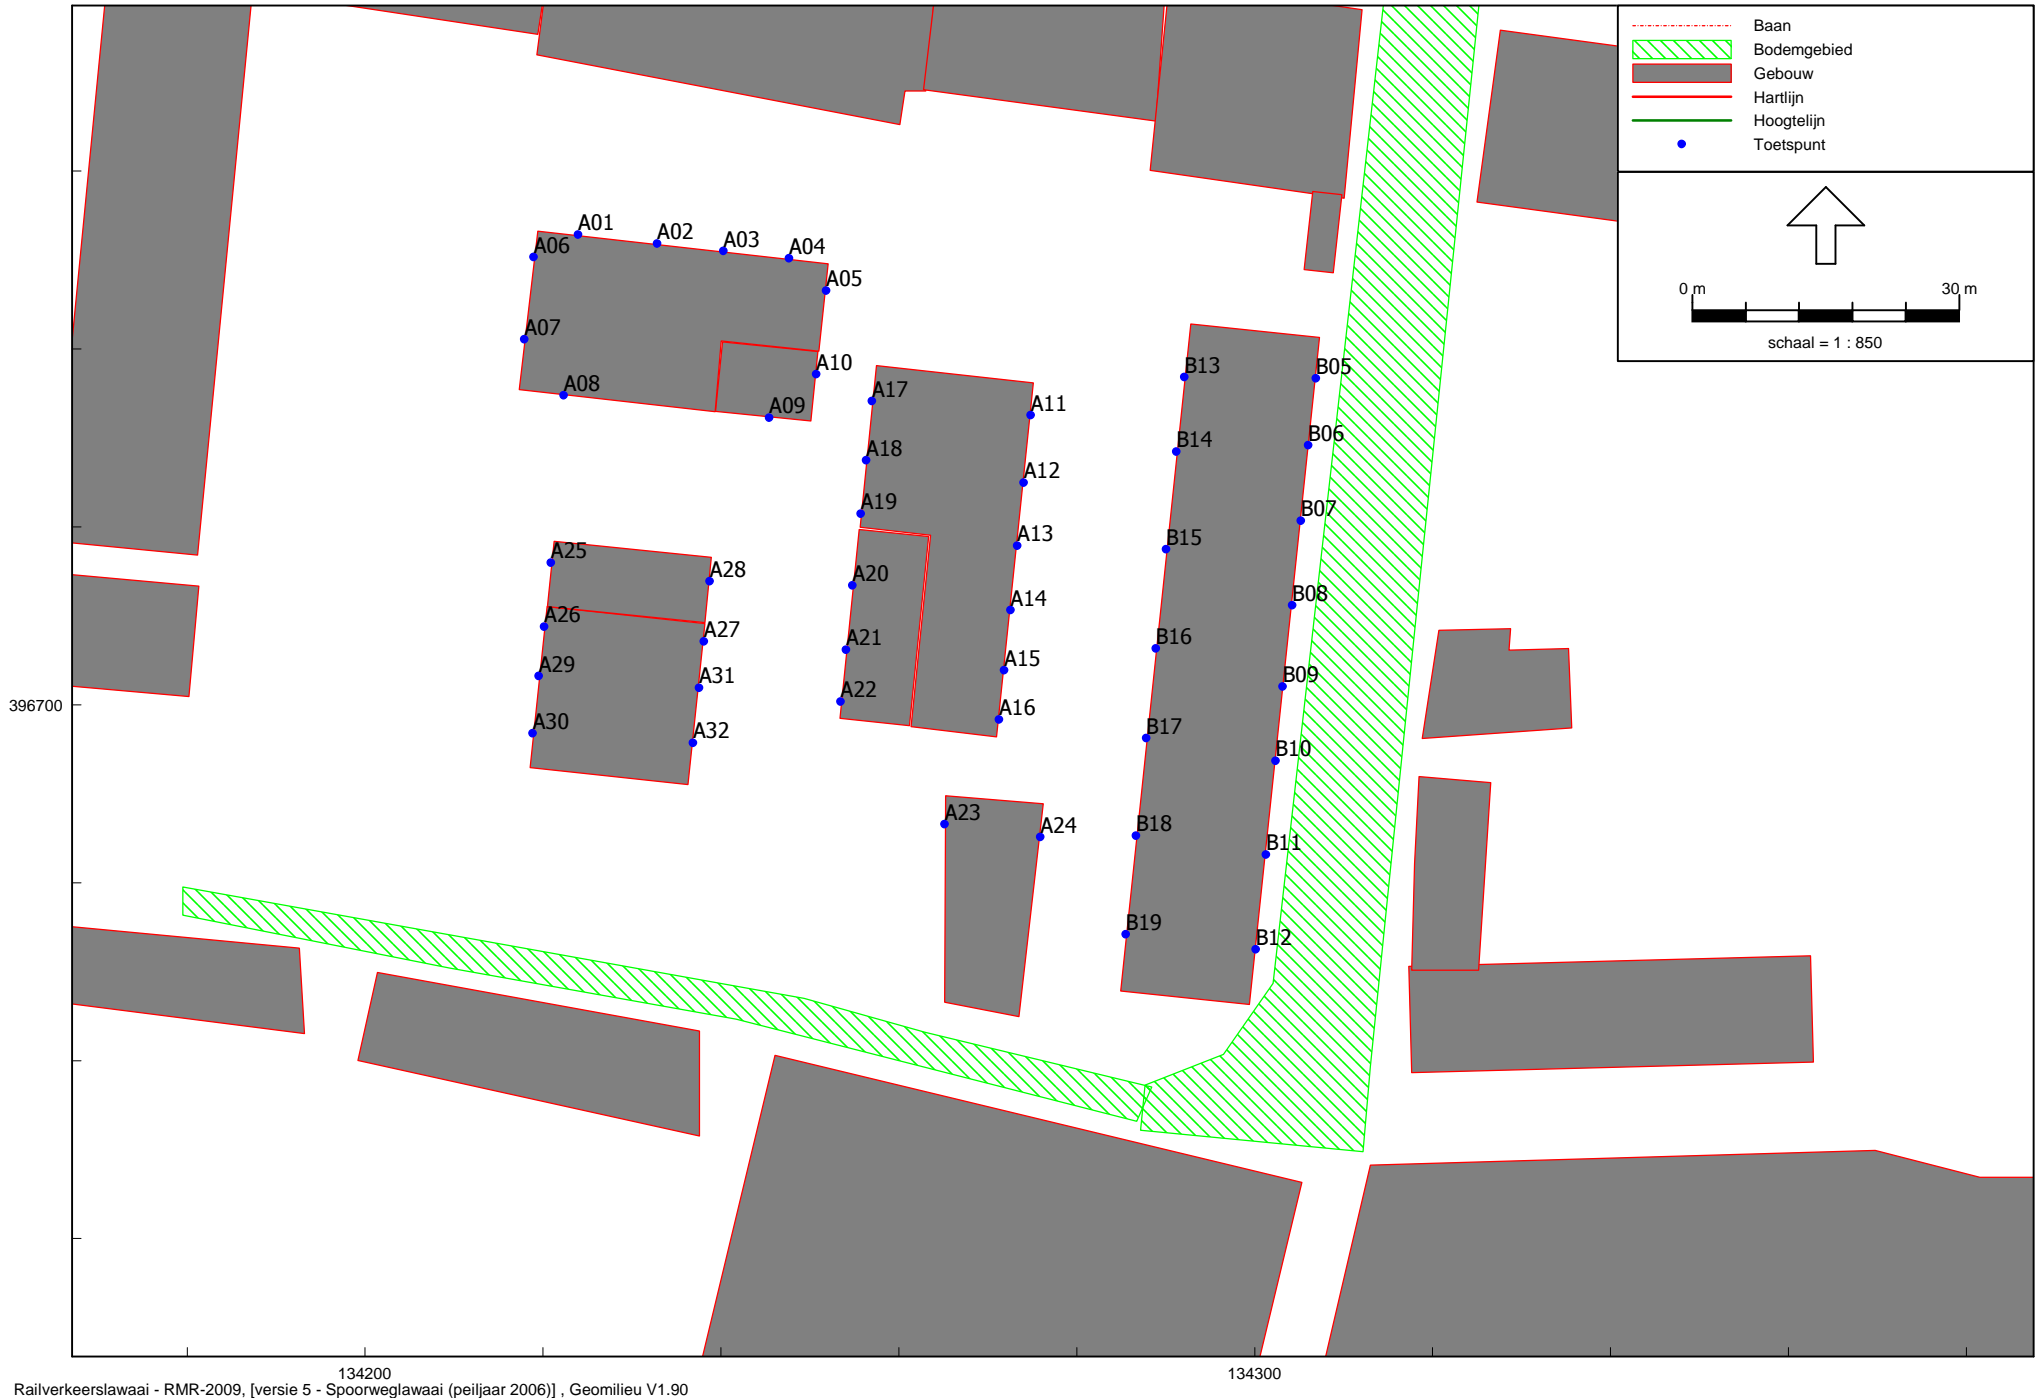 Baan
Bodemgebied
Gebouw
Hartlijn
Hoogtelijn
Toetspunt
0 m 30 m
schaal = 1 : 850
A01
A02
A03
A04
A05
A06
A07
A08
A09
A10
A17
A11
A18
A12
A19
A13
A20
A14
A21
A15
A22
A16
A23
A24
A25
A28
A26
A27
A29
A31
A30
A32
B13
B05
B14
B06
B07
B15
B08
B16
B09
B17
B10
B18
B11
B19
B12
396700
134200 134300
Railverkeerslawaai - RMR-2009, [versie 5 - Spoorweglawaai (peiljaar 2006)] , Geomilieu V1.90